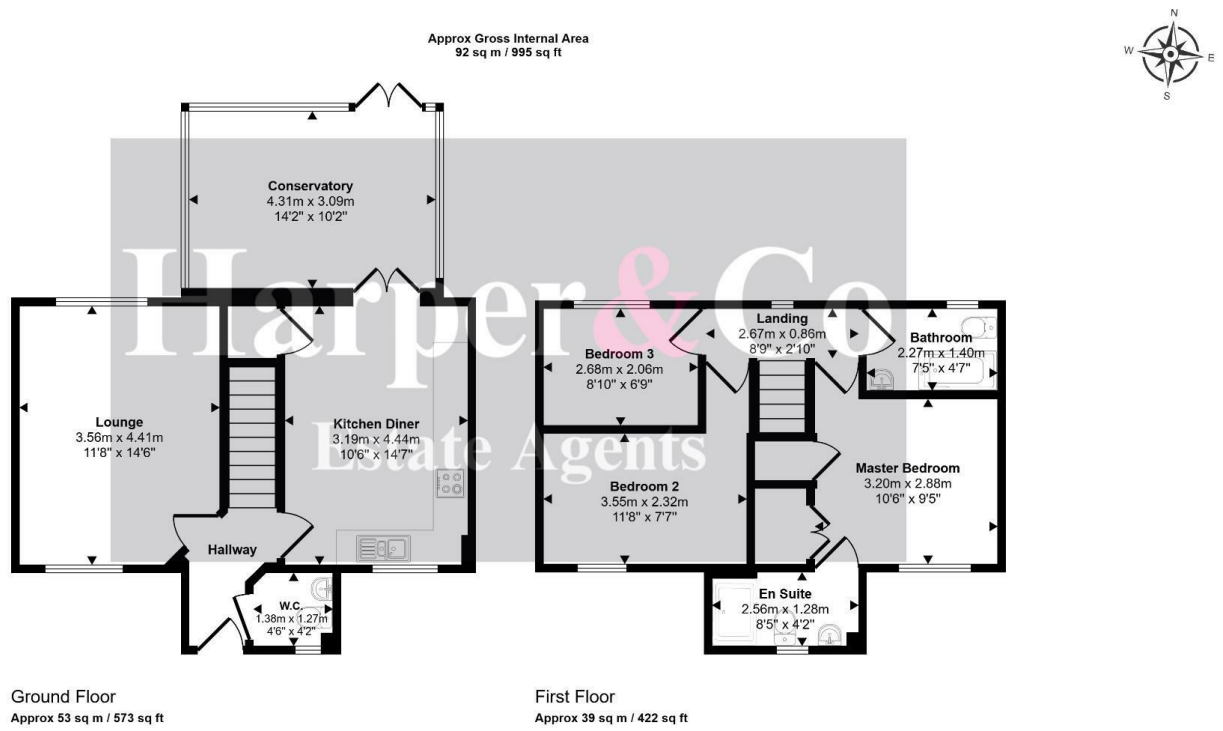 Approx Gross Internal Area
92 sq m / 995 sq ft
N
W
E
S
Conservatory
4.31m x 3.09m
14'2" x 10'2"
Harper&Co
Estate Agents
Lounge
3.56m x 4.41m
11'8" x 14'6"
Kitchen Diner
3.19m x 4.44m
10'6" x 14'7"
Hallway
W.C.
1.38m x 1.27m
4'6" x 4'2"
Landing
2.67m x 0.86m
8'9" x 2'10"
Bathroom
2.27m x 1.40m
7'5" x 4'7"
Bedroom 3
2.68m x 2.06m
8'10" x 6'9"
Master Bedroom
3.20m x 2.88m
10'6" x 9'5"
Bedroom 2
3.55m x 2.32m
11'8" x 7'7"
En Suite
2.56m x 1.28m
8'5" x 4'2"
Ground Floor
Approx 53 sq m / 573 sq ft
First Floor
Approx 39 sq m / 422 sq ft